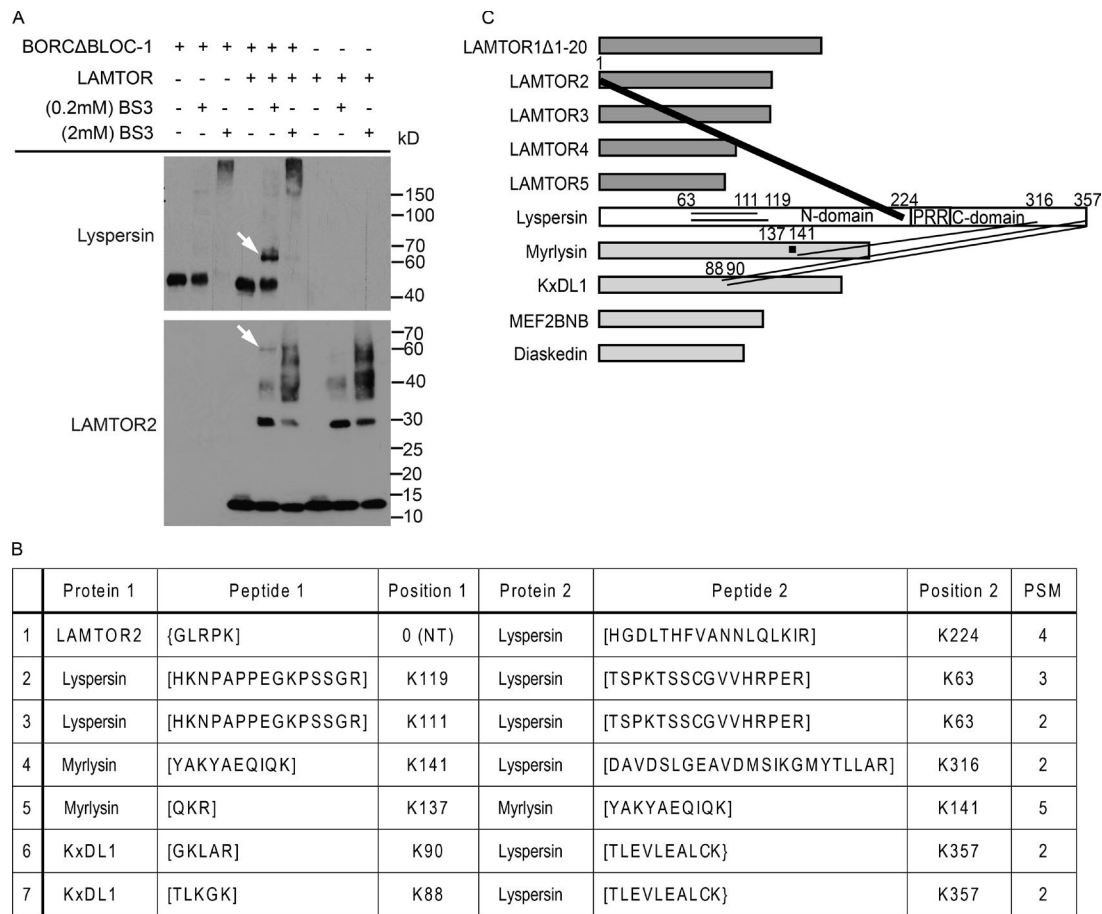 A
BORCΔBLOC-1 + + + + + + - - -
LAMTOR - - - + + + + + +
(0.2mM) BS3 - + - - + - - + -
(2mM) BS3 - - + - - + - - +
kD
Lyspersin
150
100
70
60
40
LAMTOR2
70
60
40
30
25
20
15
10
C
LAMTOR1Δ1-20
1
LAMTOR2
LAMTOR3
LAMTOR4
LAMTOR5
63 111 119 224 316 357
Lyspersin N-domain PRR C-domain
137 141
Myrlysin
88 90
KxDL1
MEF2BNB
Diaskedin
B
Protein 1 Peptide 1 Position 1 Protein 2 Peptide 2 Position 2 PSM
1 LAMTOR2 {GLRPK] 0 (NT) Lyspersin [HGDLTHFVANNLQLKIR] K224 4
2 Lyspersin [HKNPAPPEGKPSSGR] K119 Lyspersin [TSPKTSSCGVVHRPER] K63 3
3 Lyspersin [HKNPAPPEGKPSSGR] K111 Lyspersin [TSPKTSSCGVVHRPER] K63 2
4 Myrlysin [YAKYAEQIQK] K141 Lyspersin [DAVDSLGEAVDMSIKGMYTLLAR] K316 2
5 Myrlysin [QKR] K137 Myrlysin [YAKYAEQIQK] K141 5
6 KxDL1 [GKLAR] K90 Lyspersin [TLEVLEALCK} K357 2
7 KxDL1 [TLKGK] K88 Lyspersin [TLEVLEALCK} K357 2